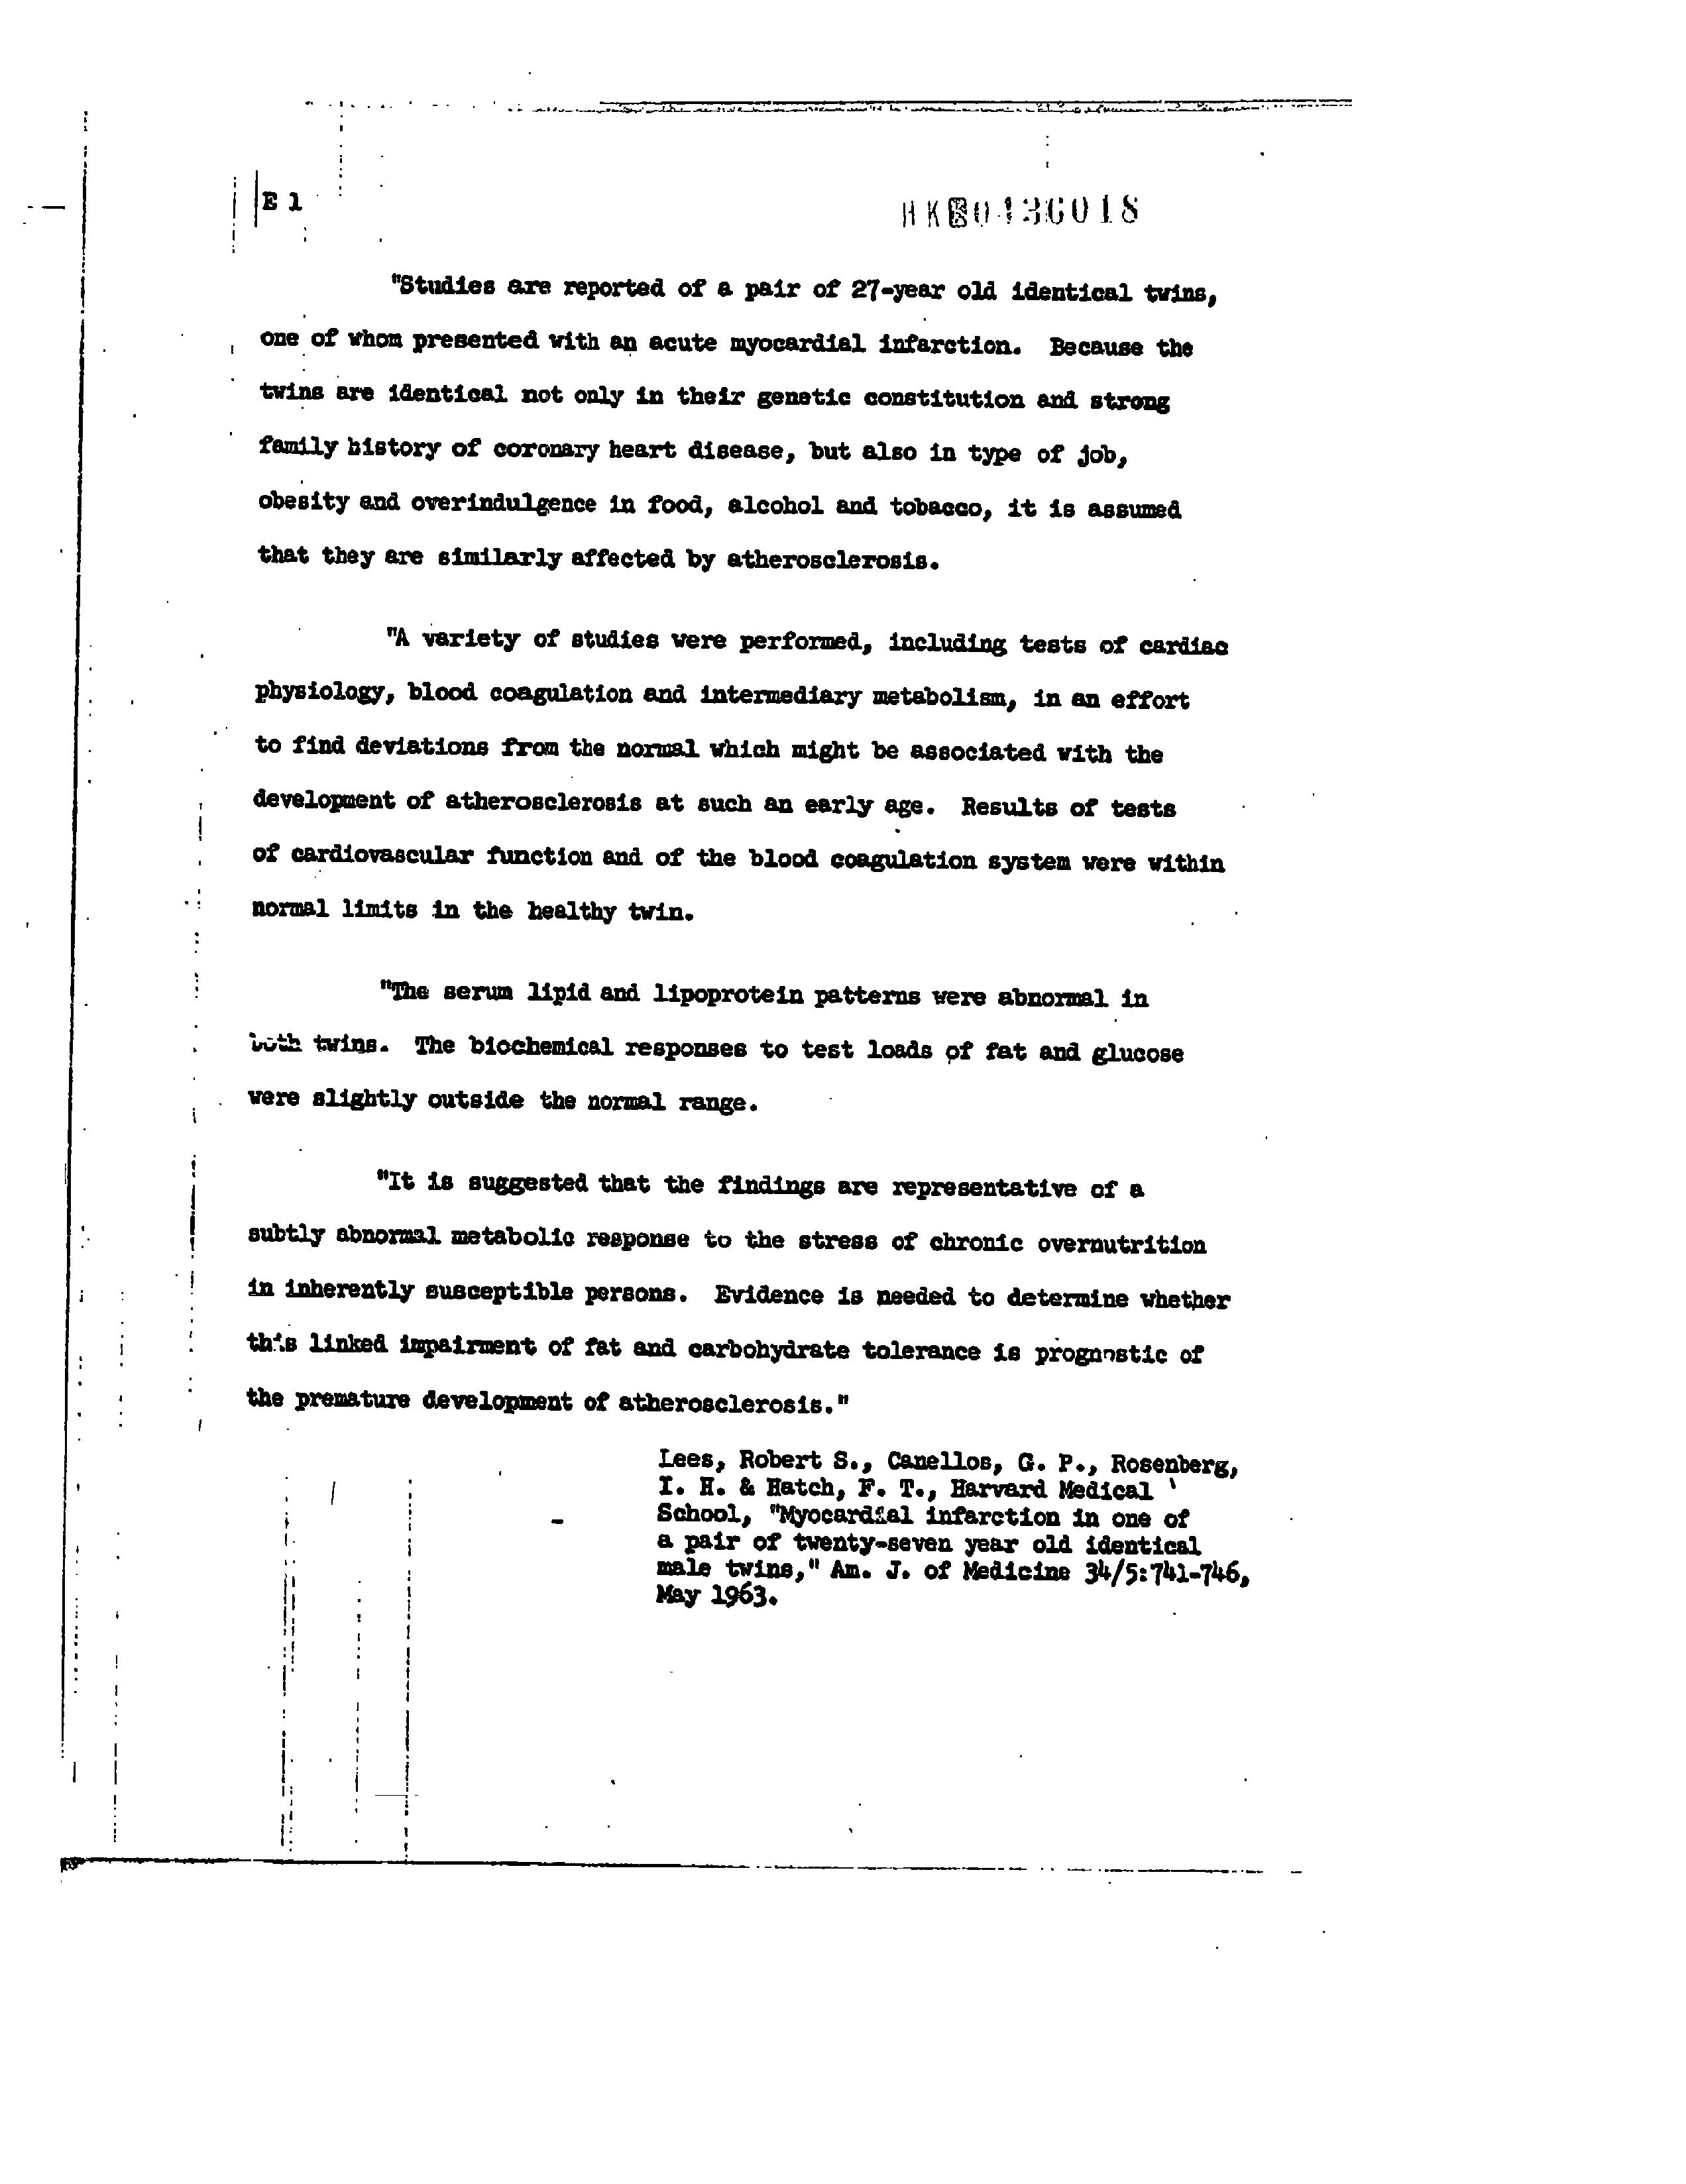 E 1
"Studies are reported of a pair of 27-year old identical twins,
one of whom presented with an acute myocardial infarction. Because the
twins are identical not only in their genetic constitution and strong
family history of coronary heart disease, but also in type of job,
obesity and overindulgence in food, alcohol and tobacco, it is assumed
that they are similarly affected by atherosclerosis.
"A variety of studies were performed, including tests of cardiac
physiology, blood coagulation and intermediary metabolism, in an effort
to find deviations from the normal which might be associated with the
development of atherosclerosis at such an early age. Results of tests
of cardiovascular function and of the blood coagulation system were within
normal limits in the healthy twin.
"The serum lipid and lipoprotein patterns were abnormal in
both twins. The biochemical responses to test loads of fat and glucose
were slightly outside the normal range.
"It is suggested that the findings are representative of a
subtly abnormal metabolic response to the stress of chronic overnutrition
in inherently susceptible persons. Evidence is needed to determine whether
this linked impairment of fat and carbohydrate tolerance is prognostic of
the premature development of atherosclerosis."
Lees, Robert S., Canellos, G. P., Rosenberg,
I. H. & Hatch, F. T., Harvard Medical
School, "Myocardial infarction in one of
a pair of twenty-seven year old identical
male twins," Am. J. of Medicine 34/5:741-746,
May 1963.